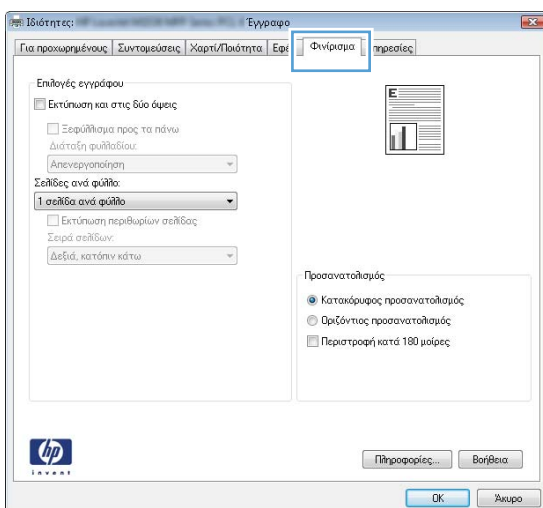 Ιδιότητες: Έγγραφο
Για προχωρημένους Συντομεύσεις Χαρτί/Ποιότητα Εφέ Φινίρισμα πηρεσίες
Επιλογές εγγράφου
Εκτύπωση και στις δύο όψεις
Ξεφύλλισμα προς τα πάνω
Διάταξη φυλλαδίου:
Απενεργοποίηση
Σελίδες ανά φύλλο:
1 σελίδα ανά φύλλο
Εκτύπωση περιθωρίων σελίδας
Σειρά σελίδων:
Δεξιά, κατόπιν κάτω
E
Προσανατολισμός
Κατακόρυφος προσανατολισμός
Οριζόντιος προσανατολισμός
Περιστροφή κατά 180 μοίρες
hp
invent
Πληροφορίες... Βοήθεια
OK Άκυρο